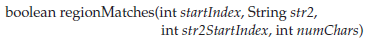 boolean regionMatches(int startIndex, String str2,
int str2StartIndex, int numChars)